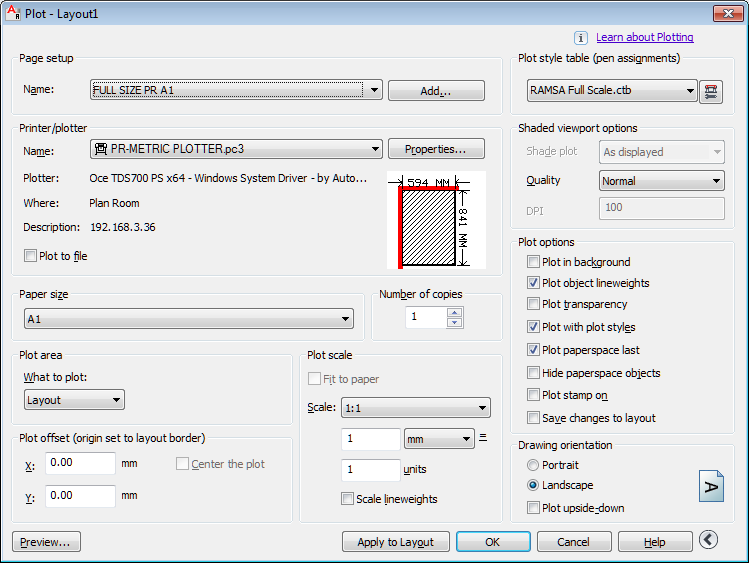 Plot - Layout1
Learn about Plotting
Page setup
Name: FULL SIZE PR A1 Add...
Plot style table (pen assignments)
RAMSA Full Scale.ctb
Printer/plotter
Name: PR-METRIC PLOTTER.pc3 Properties...
Plotter: Oce TDS700 PS x64 - Windows System Driver - by Auto...
Where: Plan Room
Description: 192.168.3.36
Plot to file
594 MM
841 MM
Shaded viewport options
Shade plot As displayed
Quality Normal
DPI 100
Paper size
A1
Number of copies
1
Plot options
Plot in background
Plot object lineweights
Plot transparency
Plot with plot styles
Plot paperspace last
Hide paperspace objects
Plot stamp on
Save changes to layout
Plot area
What to plot:
Layout
Plot scale
Fit to paper
Scale: 1:1
1 mm =
1 units
Scale lineweights
Plot offset (origin set to layout border)
X: 0.00 mm Center the plot
Y: 0.00 mm
Drawing orientation
Portrait
Landscape
Plot upside-down
A
Preview... Apply to Layout OK Cancel Help